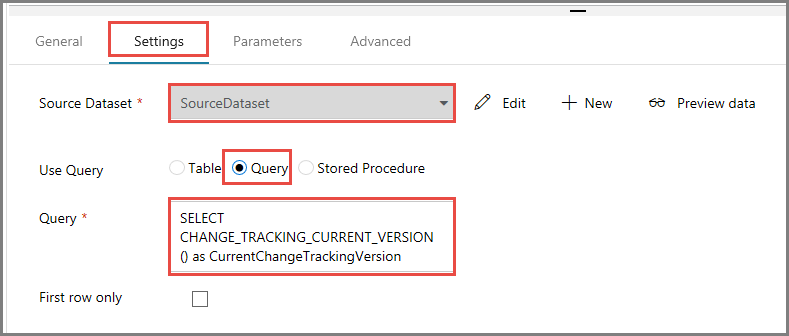 General Settings Parameters Advanced
Source Dataset * SourceDataset Edit New Preview data
Use Query Table Query Stored Procedure
Query * SELECT
CHANGE_TRACKING_CURRENT_VERSION
() as CurrentChangeTrackingVersion
First row only